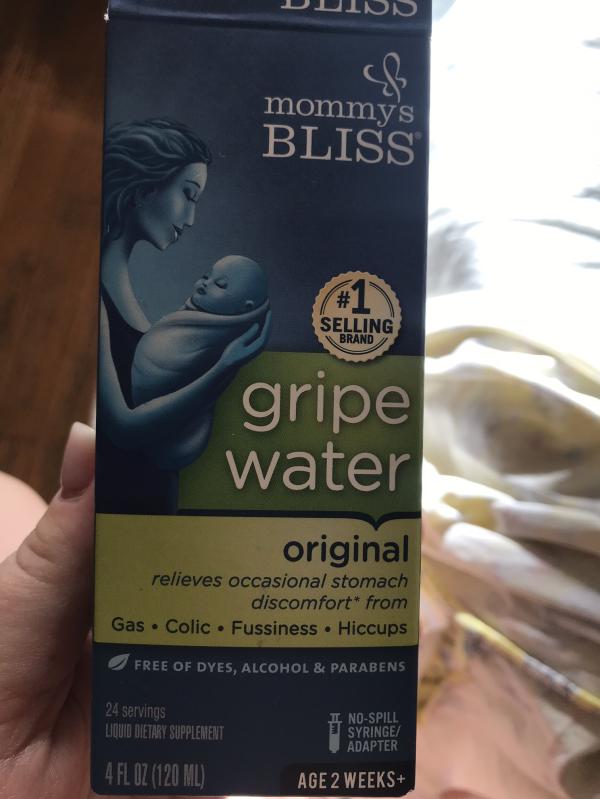 BLISS
mommy's
BLISS®
#1
SELLING
BRAND
gripe
water
original
relieves occasional stomach
discomfort* from
Gas • Colic • Fussiness • Hiccups
FREE OF DYES, ALCOHOL & PARABENS
24 servings
LIQUID DIETARY SUPPLEMENT
NO-SPILL
SYRINGE/
ADAPTER
4 FL OZ (120 ML)
AGE 2 WEEKS+